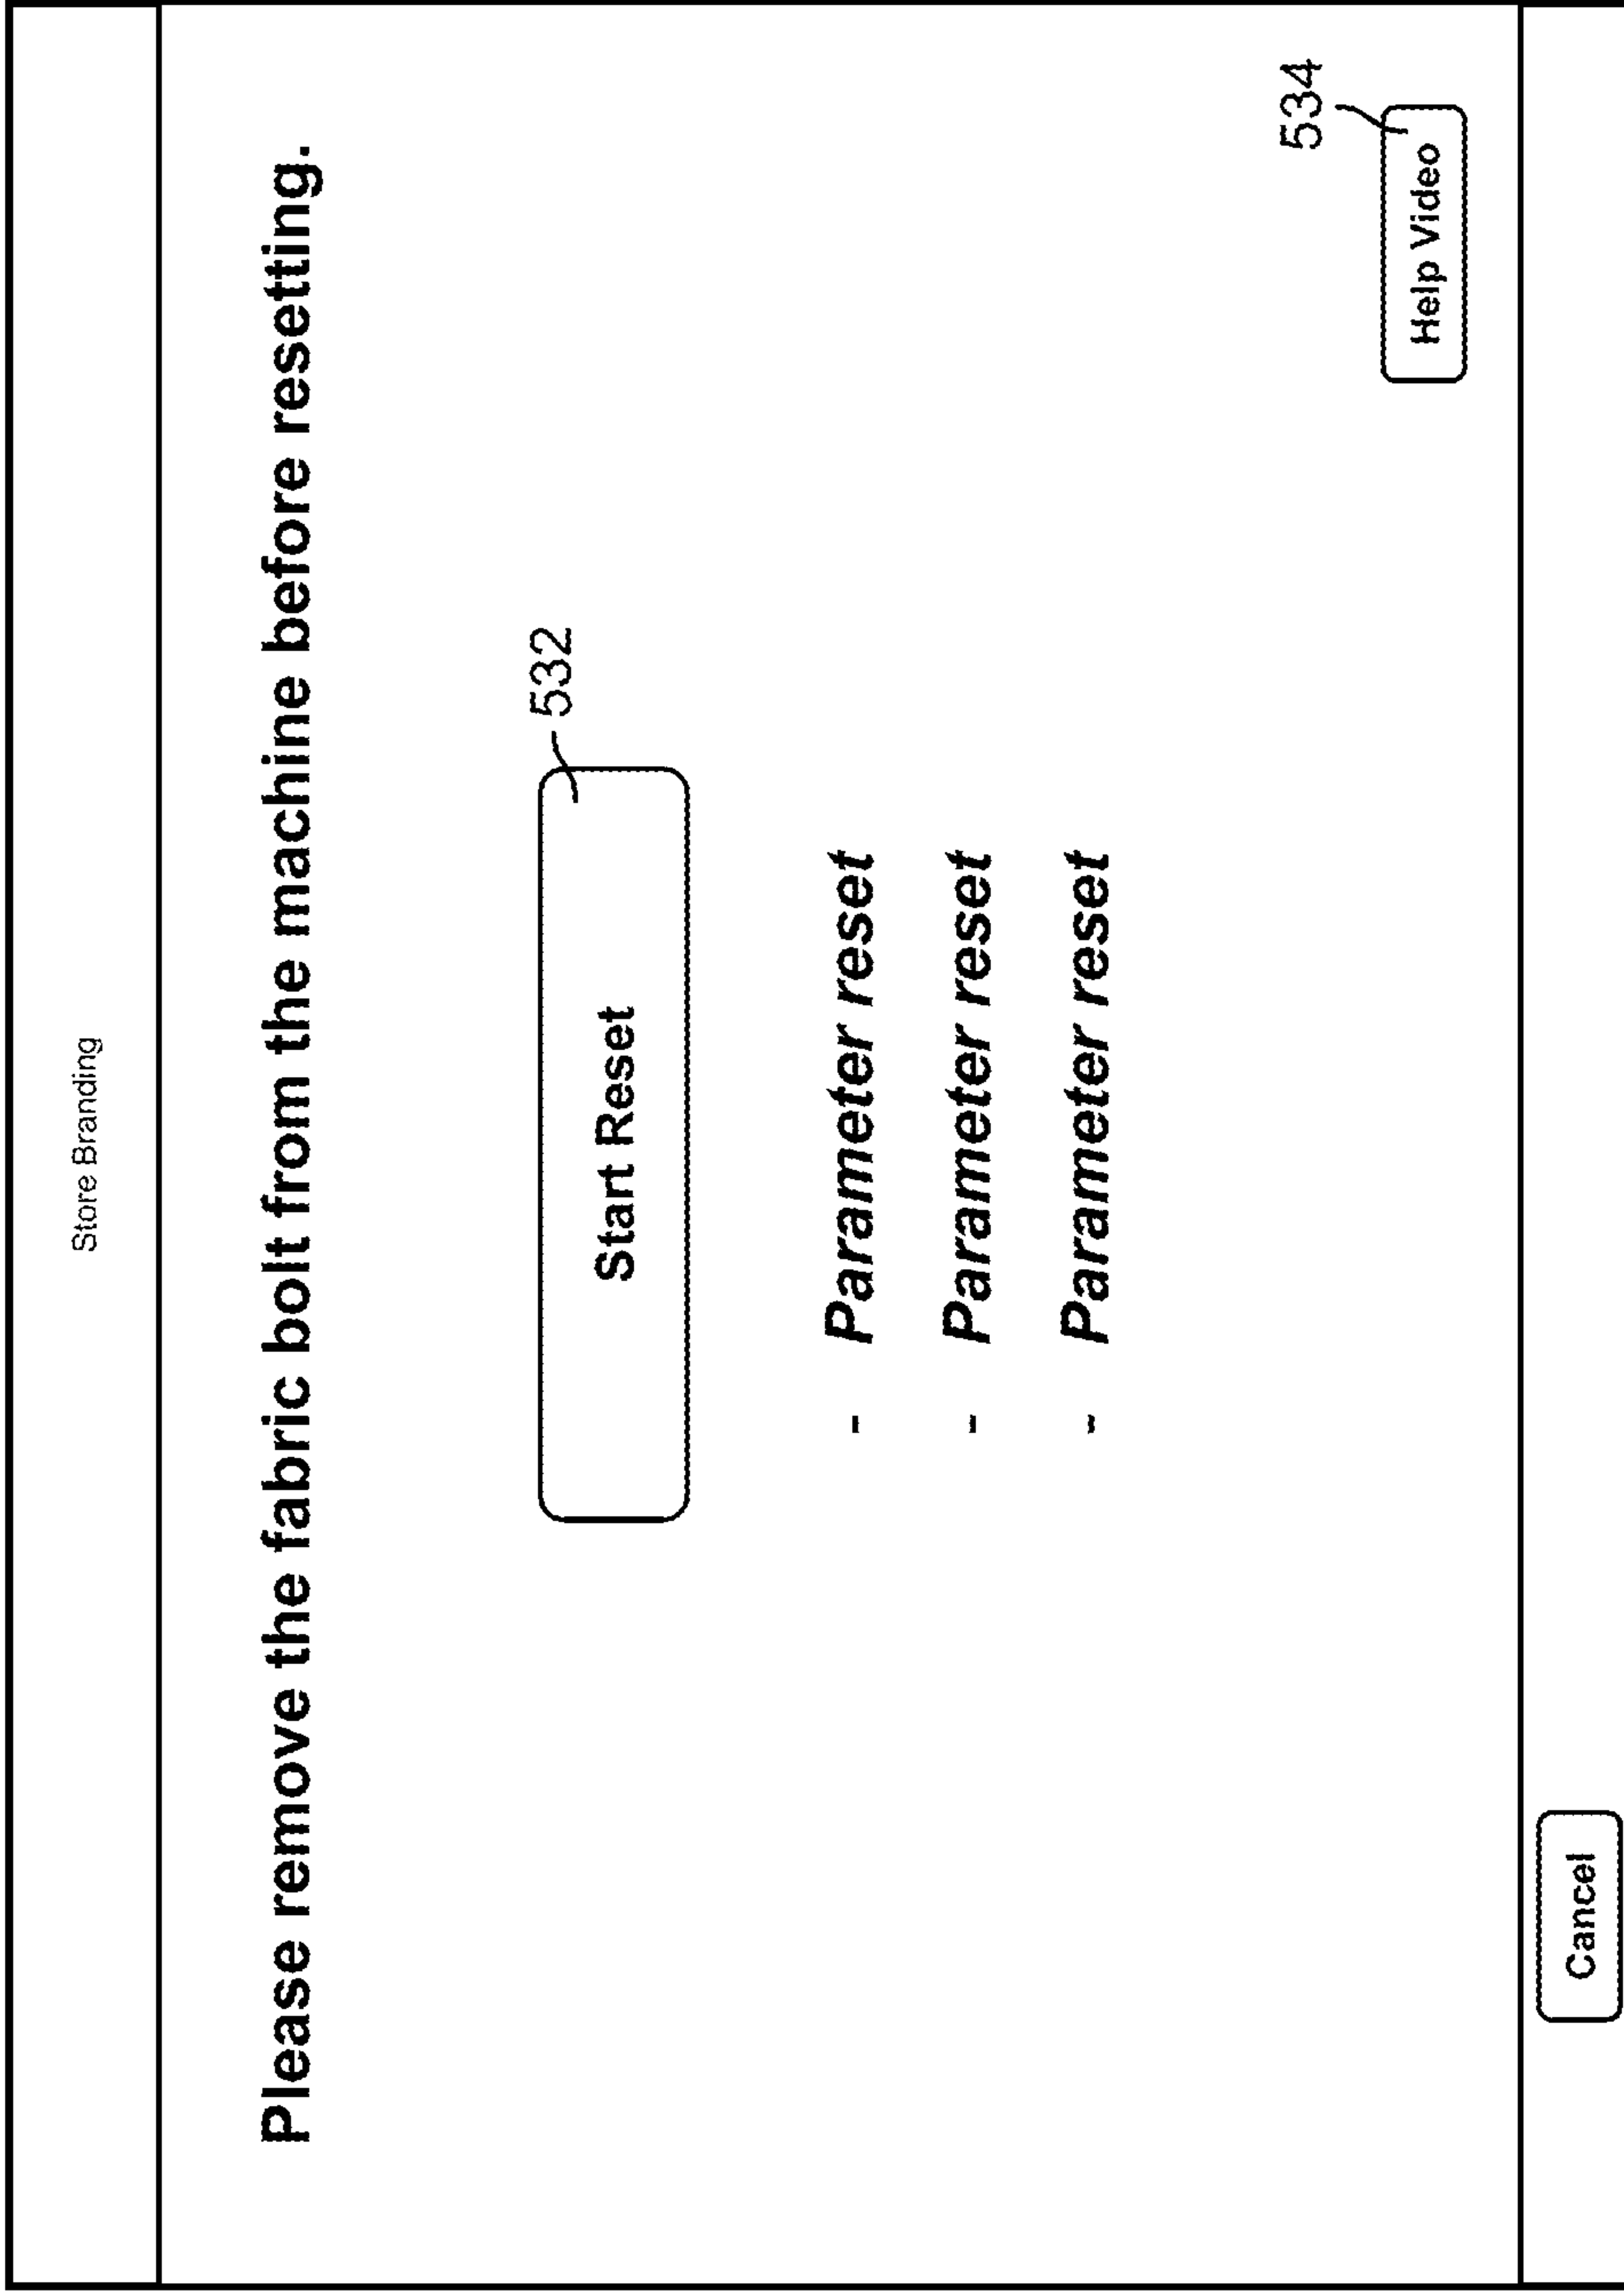 Store Branding
Please remove the fabric bolt from the machine before resetting.
532
Start Reset
- Parameter reset
- Parameter reset
- Parameter reset
534
Help Video
Cancel